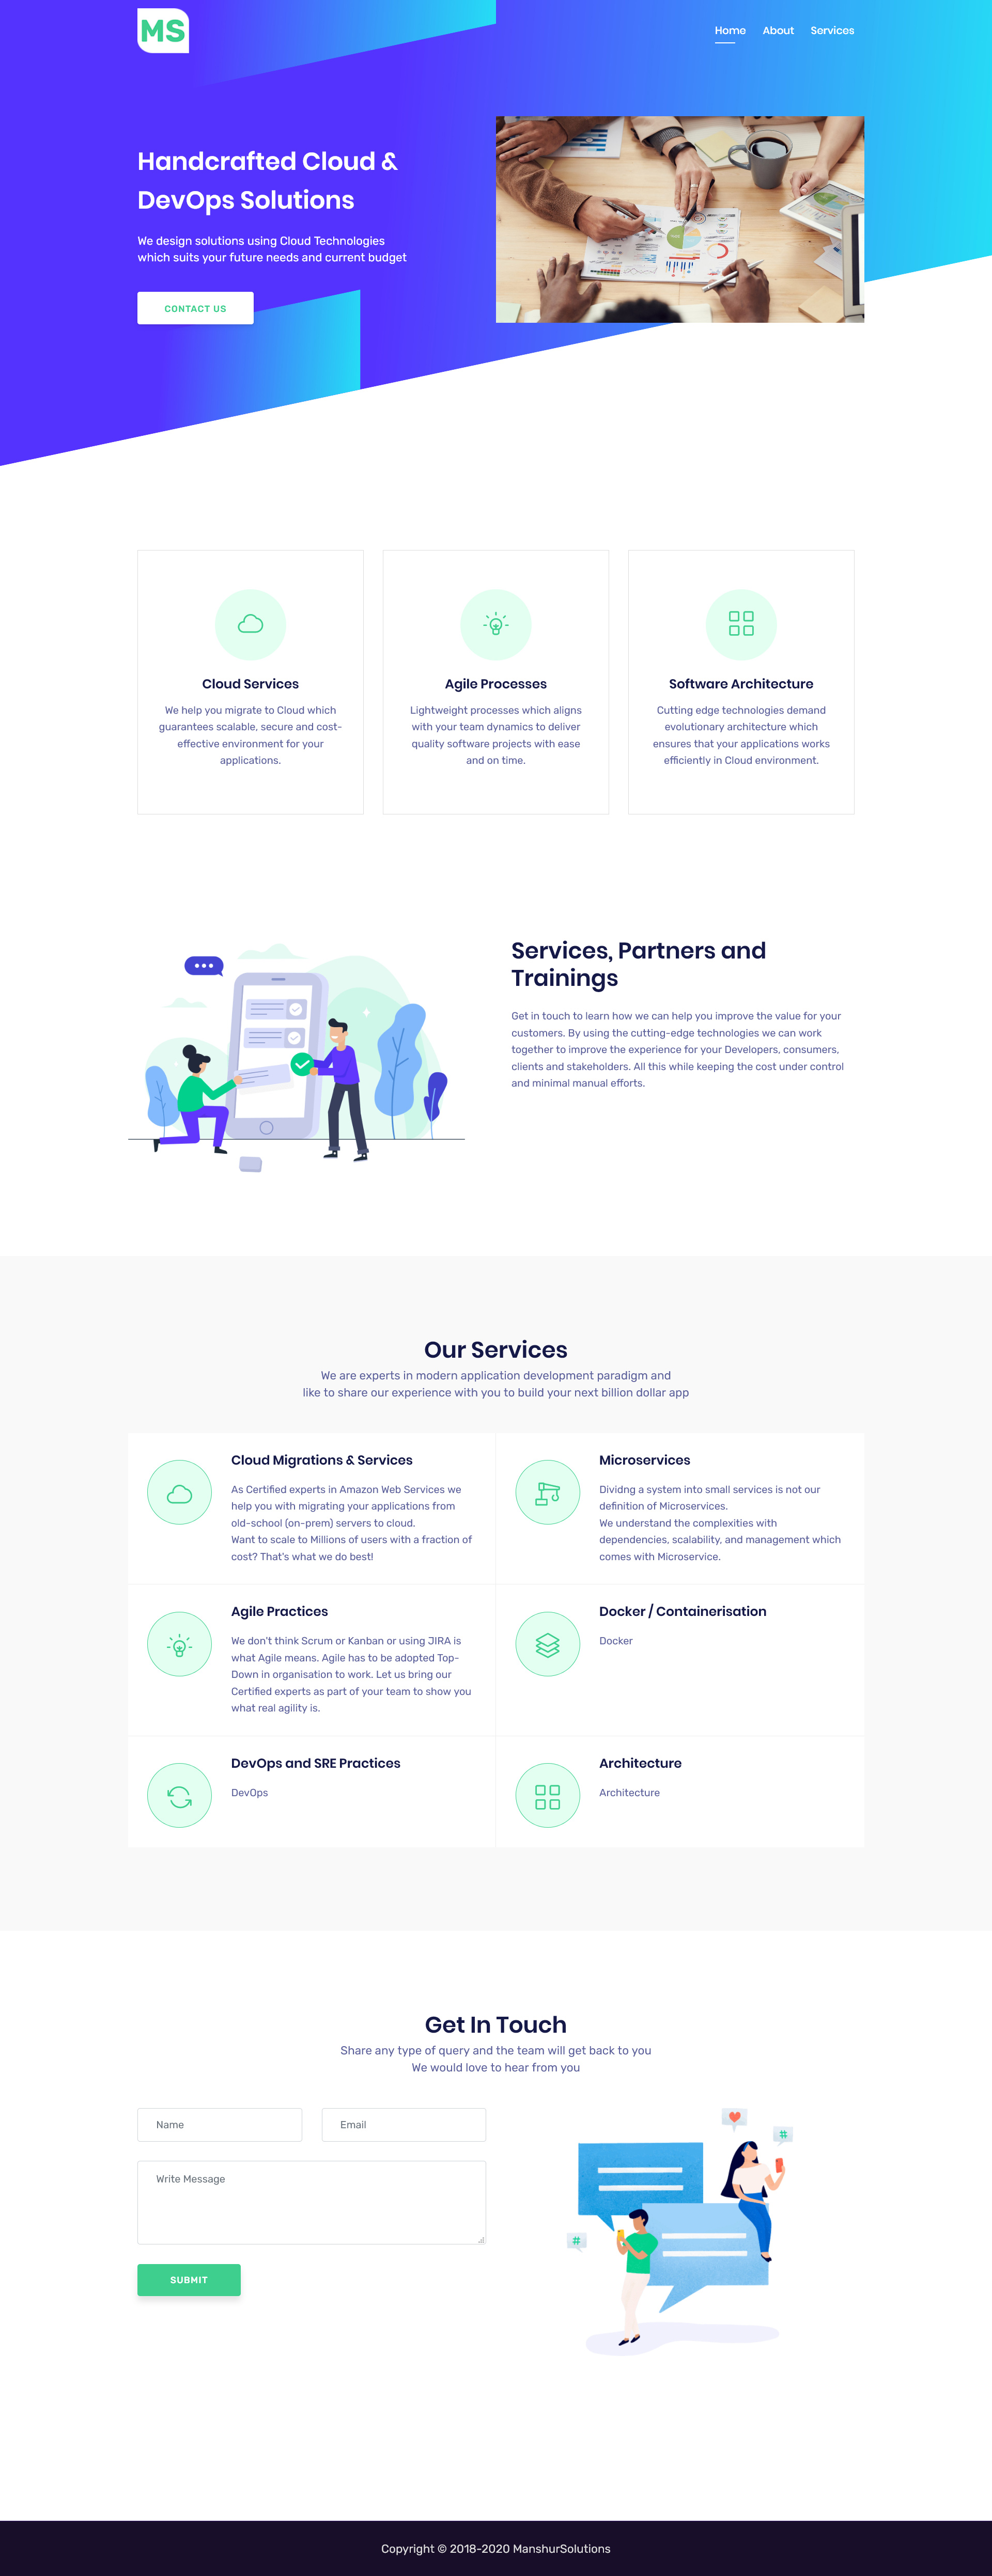 MS
Home About Services
Handcrafted Cloud &
DevOps Solutions
We design solutions using Cloud Technologies
which suits your future needs and current budget
CONTACT US
Cloud Services
We help you migrate to Cloud which
guarantees scalable, secure and cost-
effective environment for your
applications.
Agile Processes
Lightweight processes which aligns
with your team dynamics to deliver
quality software projects with ease
and on time.
Software Architecture
Cutting edge technologies demand
evolutionary architecture which
ensures that your applications works
efficiently in Cloud environment.
Services, Partners and
Trainings
Get in touch to learn how we can help you improve the value for your
customers. By using the cutting-edge technologies we can work
together to improve the experience for your Developers, consumers,
clients and stakeholders. All this while keeping the cost under control
and minimal manual efforts.
Our Services
We are experts in modern application development paradigm and
like to share our experience with you to build your next billion dollar app
Cloud Migrations & Services
As Certified experts in Amazon Web Services we
help you with migrating your applications from
old-school (on-prem) servers to cloud.
Want to scale to Millions of users with a fraction of
cost? That's what we do best!
Microservices
Dividng a system into small services is not our
definition of Microservices.
We understand the complexities with
dependencies, scalability, and management which
comes with Microservice.
Agile Practices
We don't think Scrum or Kanban or using JIRA is
what Agile means. Agile has to be adopted Top-
Down in organisation to work. Let us bring our
Certified experts as part of your team to show you
what real agility is.
Docker / Containerisation
Docker
DevOps and SRE Practices
DevOps
Architecture
Architecture
Get In Touch
Share any type of query and the team will get back to you
We would love to hear from you
Name
Email
Write Message
SUBMIT
#
#
Copyright © 2018-2020 ManshurSolutions